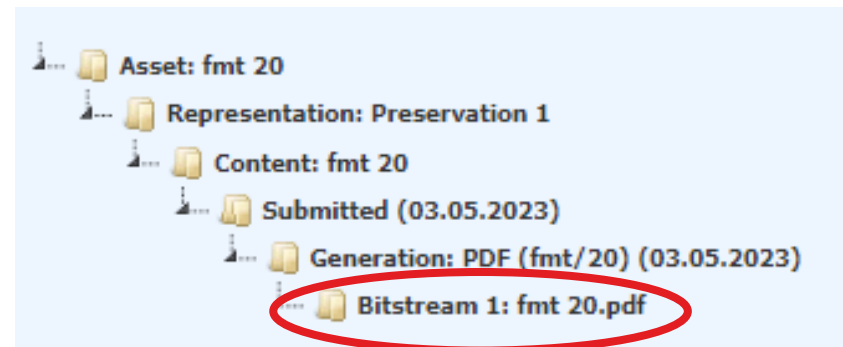 Asset: fmt 20
Representation: Preservation 1
Content: fmt 20
Submitted (03.05.2023)
Generation: PDF (fmt/20) (03.05.2023)
Bitstream 1: fmt 20.pdf